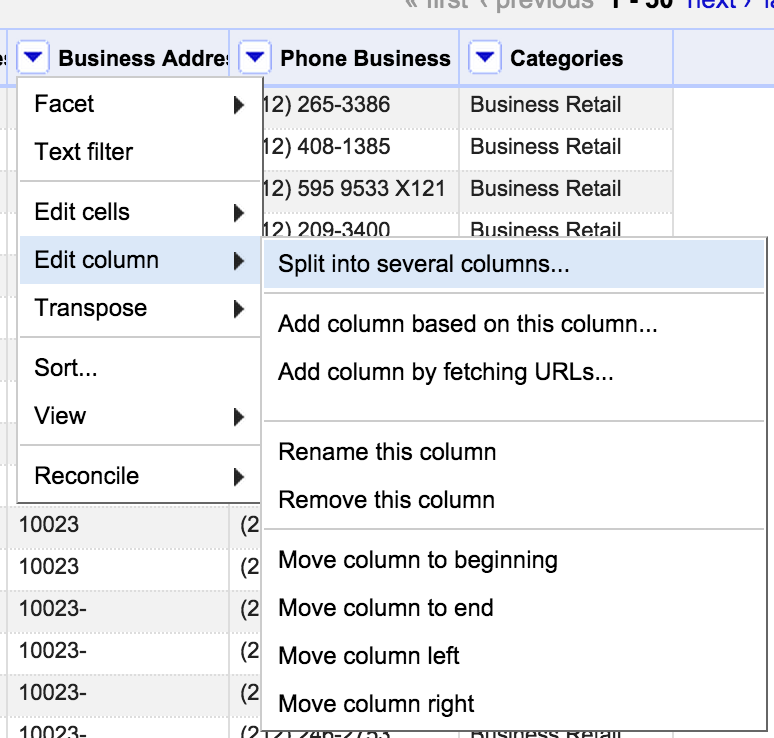 « first ‹ previous 1 - 50 next ›
Business Addre Phone Business Categories
Facet 12) 265-3386 Business Retail
Text filter 12) 408-1385 Business Retail
12) 595 9533 X121 Business Retail
Edit cells 12) 209-3400 Business Retail
Edit column Split into several columns...
Transpose Add column based on this column...
Sort... Add column by fetching URLs...
View
Reconcile Rename this column
Remove this column
10023 (2
10023 (2 Move column to beginning
10023- (2 Move column to end
10023- (2 Move column left
10023- (2 Move column right
10023- (212) 246-2753 Business Retail